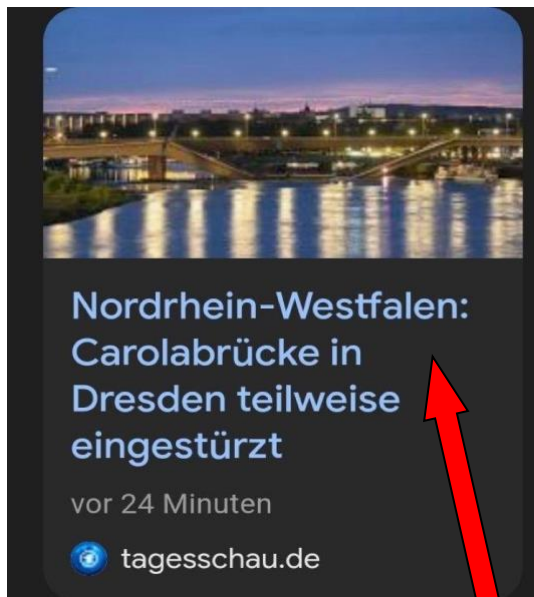 Nordrhein-Westfalen:
Carolabrücke in
Dresden teilweise
eingestürzt
vor 24 Minuten
tagesschau.de